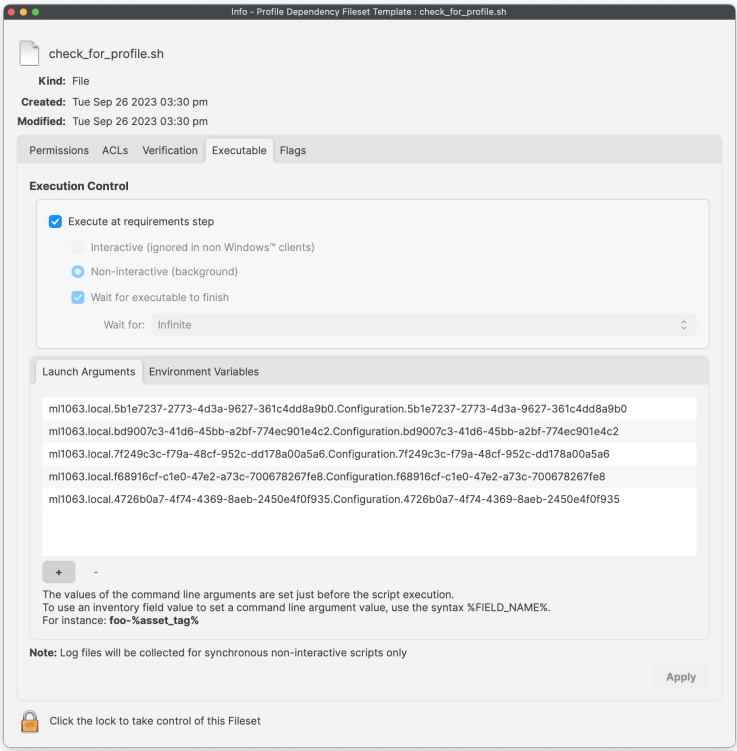 Info - Profile Dependency Fileset Template : check_for_profile.sh
check_for_profile.sh
Kind: File
Created: Tue Sep 26 2023 03:30 pm
Modified: Tue Sep 26 2023 03:30 pm
Permissions ACLs Verification Executable Flags
Execution Control
Execute at requirements step
Interactive (ignored in non Windows™ clients)
Non-interactive (background)
Wait for executable to finish
Wait for: Infinite
Launch Arguments Environment Variables
ml1063.local.5b1e7237-2773-4d3a-9627-361c4dd8a9b0.Configuration.5b1e7237-2773-4d3a-9627-361c4dd8a9b0
ml1063.local.bd9007c3-41d6-45bb-a2bf-774ec901e4c2.Configuration.bd9007c3-41d6-45bb-a2bf-774ec901e4c2
ml1063.local.7f249c3c-f79a-48cf-952c-dd178a00a5a6.Configuration.7f249c3c-f79a-48cf-952c-dd178a00a5a6
ml1063.local.f68916cf-c1e0-47e2-a73c-700678267fe8.Configuration.f68916cf-c1e0-47e2-a73c-700678267fe8
ml1063.local.4726b0a7-4f74-4369-8aeb-2450e4f0f935.Configuration.4726b0a7-4f74-4369-8aeb-2450e4f0f935
+ -
The values of the command line arguments are set just before the script execution.
To use an inventory field value to set a command line argument value, use the syntax %FIELD_NAME%.
For instance: foo-%asset_tag%
Note: Log files will be collected for synchronous non-interactive scripts only
Apply
Click the lock to take control of this Fileset